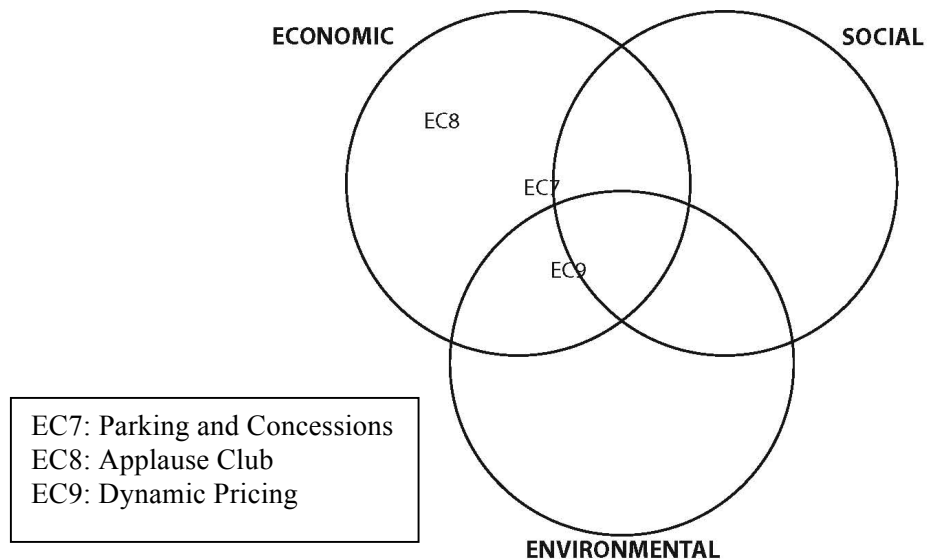 ECONOMIC
SOCIAL
EC8
EC7
EC9
EC7: Parking and Concessions
EC8: Applause Club
EC9: Dynamic Pricing
ENVIRONMENTAL